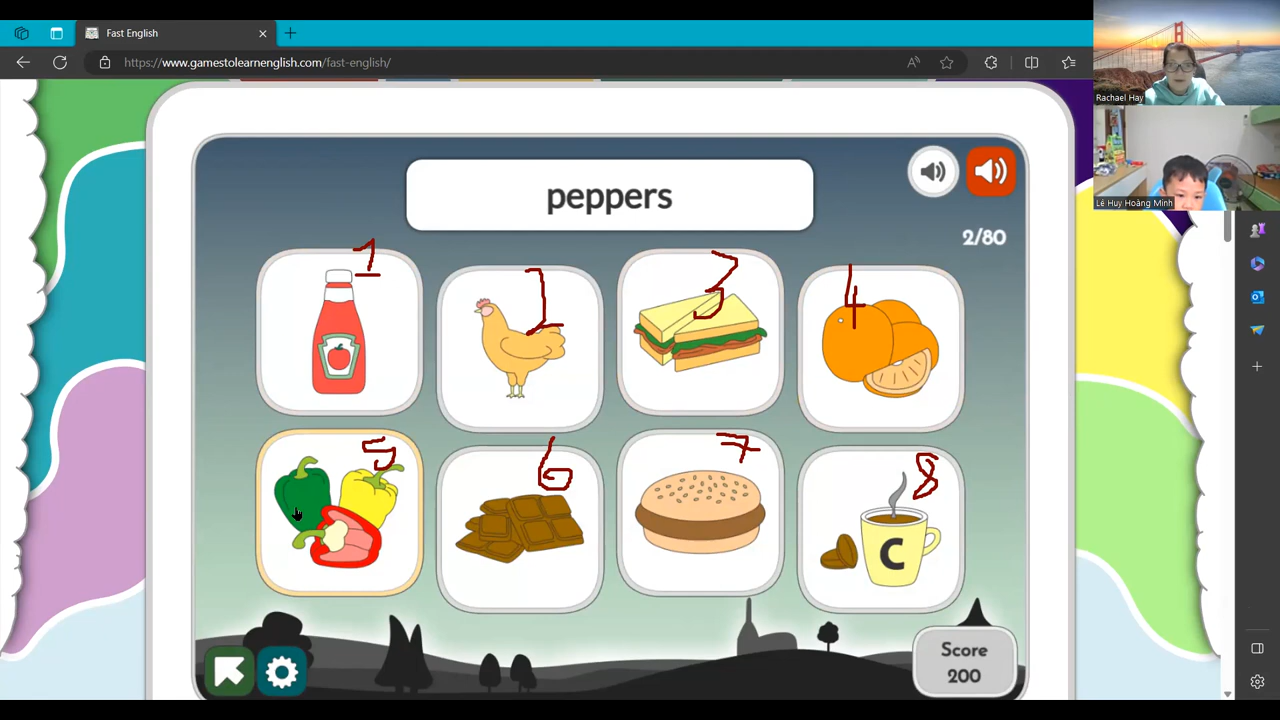 Fast English
https://www.gamestolearnenglish.com/fast-english/
Rachael Hay
Lê Huy Hoàng Minh
peppers
2/80
1
2
3
4
5
6
7
8
C
Score
200